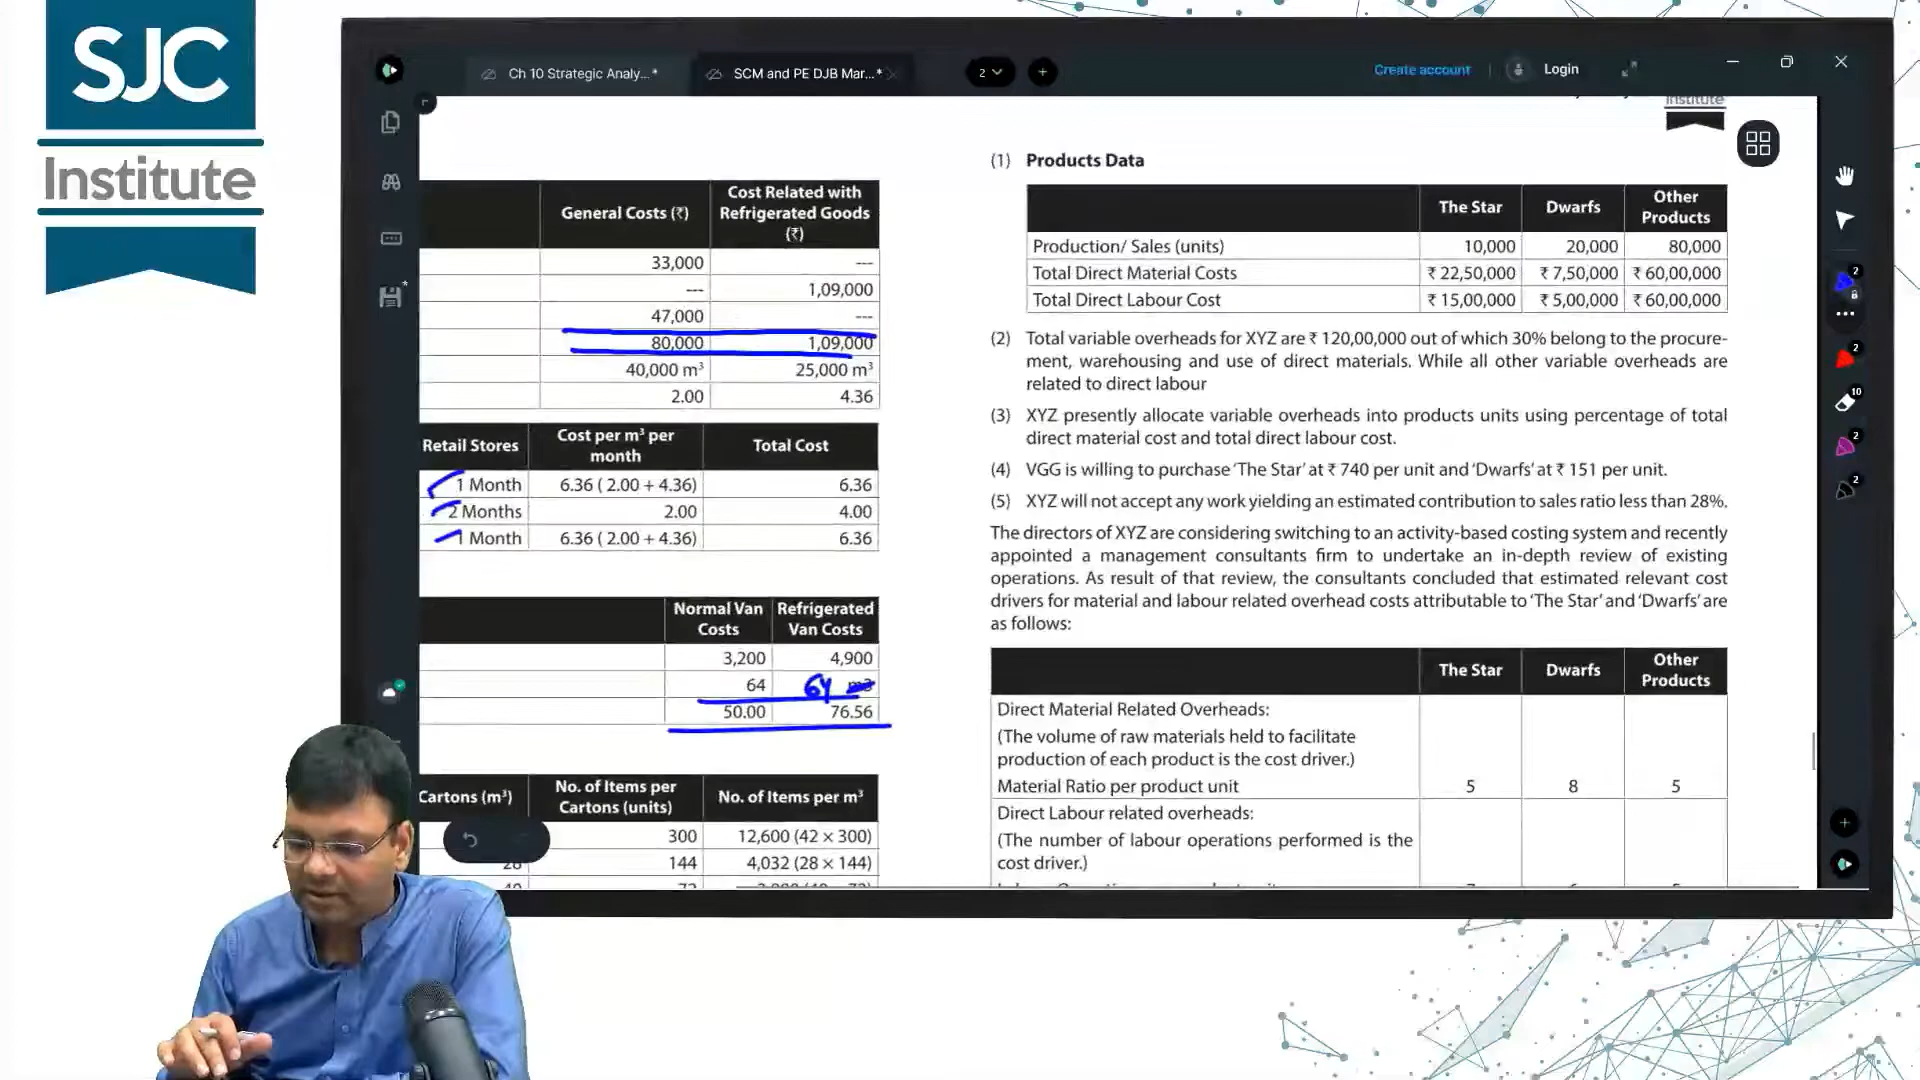 SJC
Institute
Ch 10 Strategic Analy... *
SCM and PE DJB Mar... *
2
Create account
Login
Institute
General Costs (₹)
Cost Related with
Refrigerated Goods
(₹)
33,000 ---
--- 1,09,000
47,000 ---
80,000 1,09,000
40,000 m³ 25,000 m³
2.00 4.36
Retail Stores
Cost per m³ per
month
Total Cost
1 Month 6.36 ( 2.00 + 4.36) 6.36
2 Months 2.00 4.00
1 Month 6.36 ( 2.00 + 4.36) 6.36
Normal Van
Costs
Refrigerated
Van Costs
3,200 4,900
64 64
50.00 76.56
Cartons (m³)
No. of Items per
Cartons (units)
No. of Items per m³
300 12,600 (42 × 300)
28 144 4,032 (28 × 144)
(1) Products Data
The Star Dwarfs Other
Products
Production/ Sales (units) 10,000 20,000 80,000
Total Direct Material Costs ₹ 22,50,000 ₹ 7,50,000 ₹ 60,00,000
Total Direct Labour Cost ₹ 15,00,000 ₹ 5,00,000 ₹ 60,00,000
(2) Total variable overheads for XYZ are ₹ 120,00,000 out of which 30% belong to the procure-
ment, warehousing and use of direct materials. While all other variable overheads are
related to direct labour
(3) XYZ presently allocate variable overheads into products units using percentage of total
direct material cost and total direct labour cost.
(4) VGG is willing to purchase 'The Star' at ₹ 740 per unit and 'Dwarfs' at ₹ 151 per unit.
(5) XYZ will not accept any work yielding an estimated contribution to sales ratio less than 28%.
The directors of XYZ are considering switching to an activity-based costing system and recently
appointed a management consultants firm to undertake an in-depth review of existing
operations. As result of that review, the consultants concluded that estimated relevant cost
drivers for material and labour related overhead costs attributable to 'The Star' and 'Dwarfs' are
as follows:
The Star Dwarfs Other
Products
Direct Material Related Overheads:
(The volume of raw materials held to facilitate
production of each product is the cost driver.)
Material Ratio per product unit 5 8 5
Direct Labour related overheads:
(The number of labour operations performed is the
cost driver.)
2
2
10
2
2